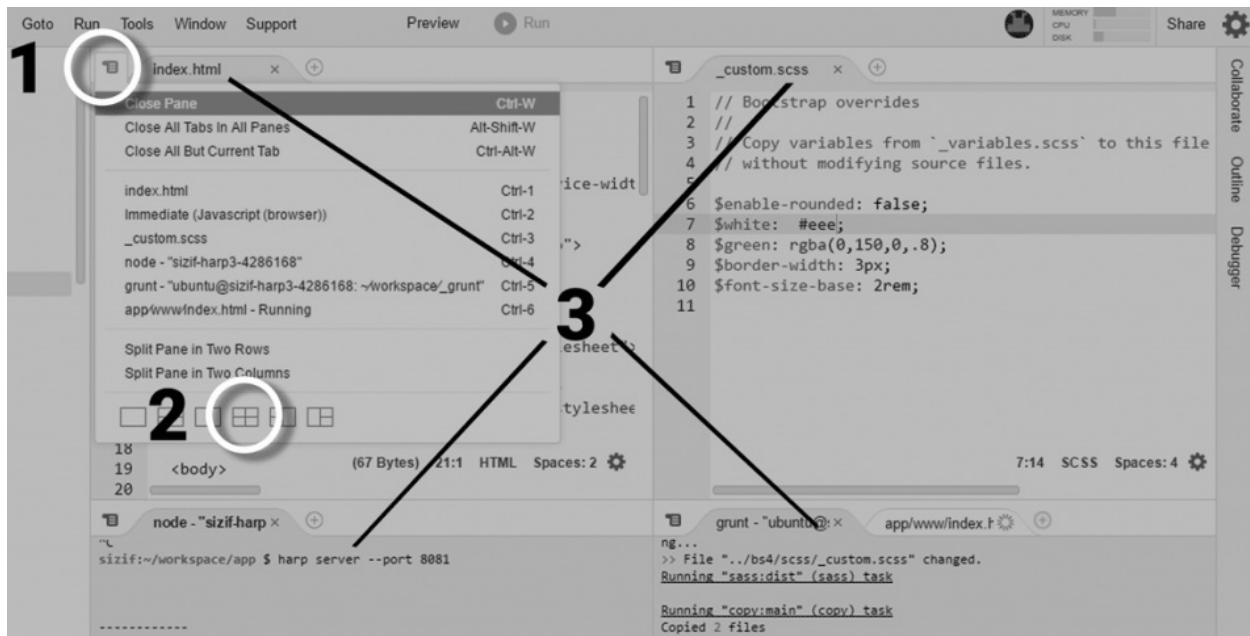 Goto Run Tools Window Support Preview Run MEMORY CPU DISK Share
1
index.html × _custom.scss ×
Close Pane Ctrl-W
Close All Tabs In All Panes Alt-Shift-W
Close All But Current Tab Ctrl-Alt-W
index.html Ctrl-1
Immediate (Javascript (browser)) Ctrl-2
_custom.scss Ctrl-3
node - "sizif-harp3-4286168" Ctrl-4
grunt - "ubuntu@sizif-harp3-4286168: ~/workspace/_grunt" Ctrl-5
app/www/index.html - Running Ctrl-6
Split Pane in Two Rows
Split Pane in Two Columns
2
3
vice-widt
">
esheet">
tyleshee
18
19 <body>
20
(67 Bytes) 21:1 HTML Spaces: 2
1 // Bootstrap overrides
2 //
3 // Copy variables from `_variables.scss` to this file
4 // without modifying source files.
5
6 $enable-rounded: false;
7 $white: #eee;
8 $green: rgba(0,150,0,.8);
9 $border-width: 3px;
10 $font-size-base: 2rem;
11
7:14 SCSS Spaces: 4
Collaborate
Outline
Debugger
node - "sizif-harp ×
^C
sizif:~/workspace/app $ harp server --port 8081
------------
grunt - "ubuntu@: × app/www/index.h
ng...
>> File "../bs4/scss/_custom.scss" changed.
Running "sass:dist" (sass) task
Running "copy:main" (copy) task
Copied 2 files